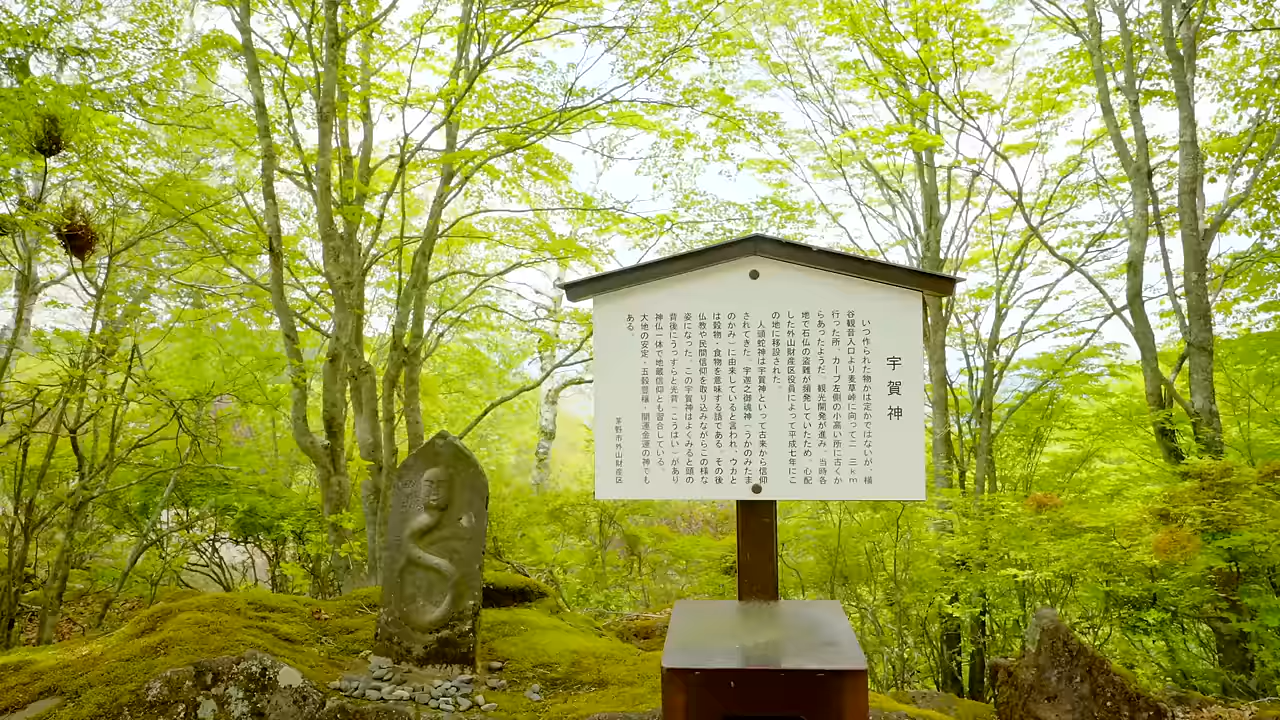 宇賀神
いつ作られた物かは定かではないが、横
谷観音入口より麦草峠に向って二、三km
行った所、カーブ左側の小高い所に古くか
らあったようだ。観光開発が進み、当時各
地で石仏の盗難が頻発していたため、心配
した外山財産区役員によって平成七年にこ
の地に移設された。
人頭蛇神は宇賀神といって古来から信仰
されてきた。宇迦之御魂神（うかのみたま
のかみ）に由来していると言われ、ウカと
は穀物・食物を意味する語である。その後
仏教や民間信仰を取り込みながらこの様な
姿になった。この宇賀神はよくみると頭の
背後にうっすらと光背（こうはい）があり
神仏一体で地蔵信仰とも習合している。
大地の安定・五穀豊穣・開運金運の神でも
ある。
茅野市外山財産区